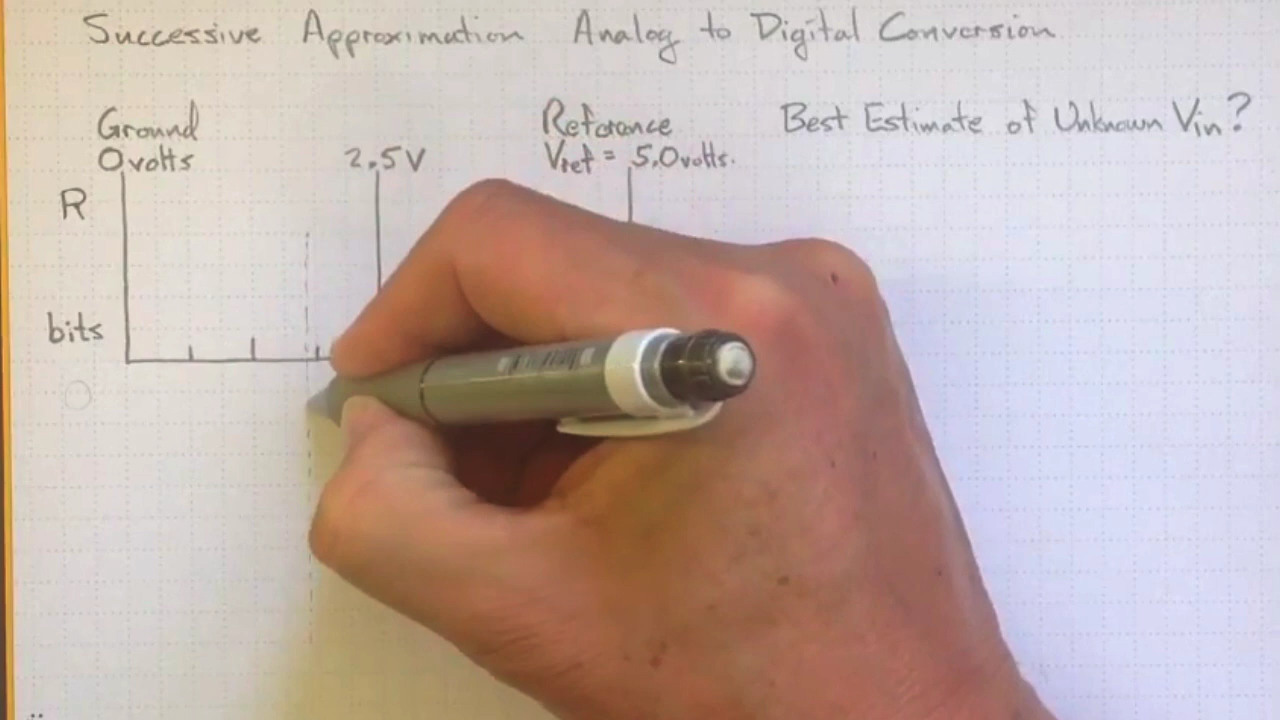 Successive Approximation Analog to Digital Conversion
Ground
0 volts
2.5V
Reference
Vref = 5.0 volts.
Best Estimate of Unknown Vin?
R
bits